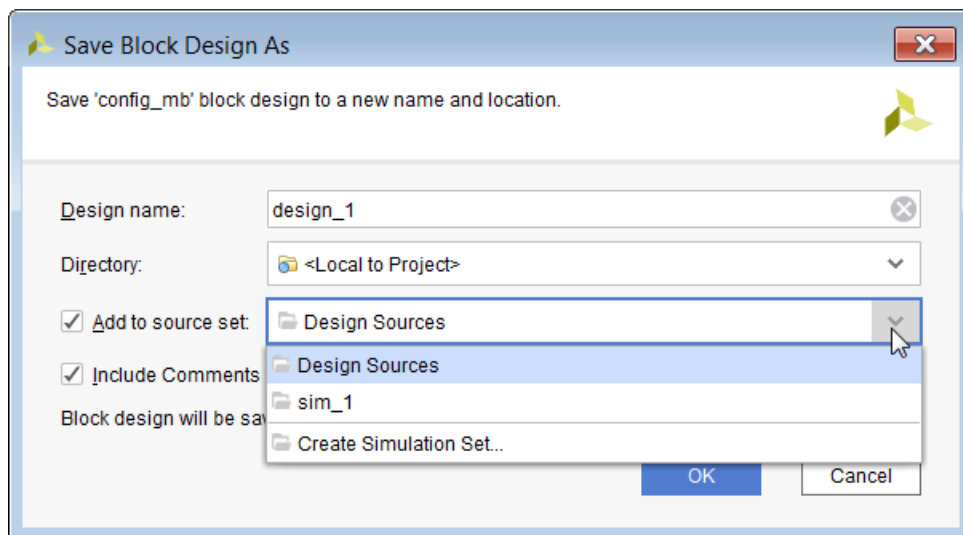 Save Block Design As
Save 'config_mb' block design to a new name and location.
Design name: design_1
Directory: <Local to Project>
Add to source set: Design Sources
Design Sources
Include Comments
sim_1
Block design will be
Create Simulation Set...
OK Cancel